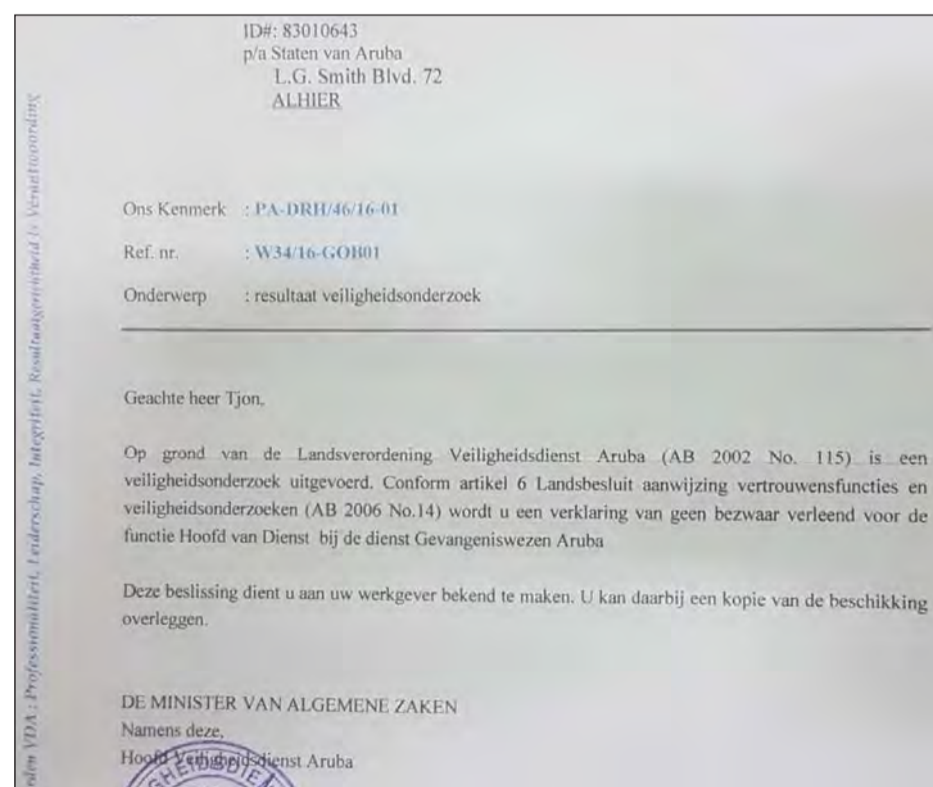 ID#: 83010643
p/a Staten van Aruba
L.G. Smith Blvd. 72
ALHIER
Ons Kenmerk : PA-DRH/46/16-01
Ref. nr. : W34/16-GOB01
Onderwerp : resultaat veiligheidsonderzoek
Geachte heer Tjon,
Op grond van de Landsverordening Veiligheidsdienst Aruba (AB 2002 No. 115) is een
veiligheidsonderzoek uitgevoerd. Conform artikel 6 Landsbesluit aanwijzing vertrouwensfuncties en
veiligheidsonderzoeken (AB 2006 No.14) wordt u een verklaring van geen bezwaar verleend voor de
functie Hoofd van Dienst bij de dienst Gevangeniswezen Aruba
Deze beslissing dient u aan uw werkgever bekend te maken. U kan daarbij een kopie van de beschikking
overleggen.
DE MINISTER VAN ALGEMENE ZAKEN
Namens deze,
Hoofd Veiligheidsdienst Aruba
VDA : Professionaliteit, Leiderschap, Integriteit, Resultaatgerichtheid is Verantwoording